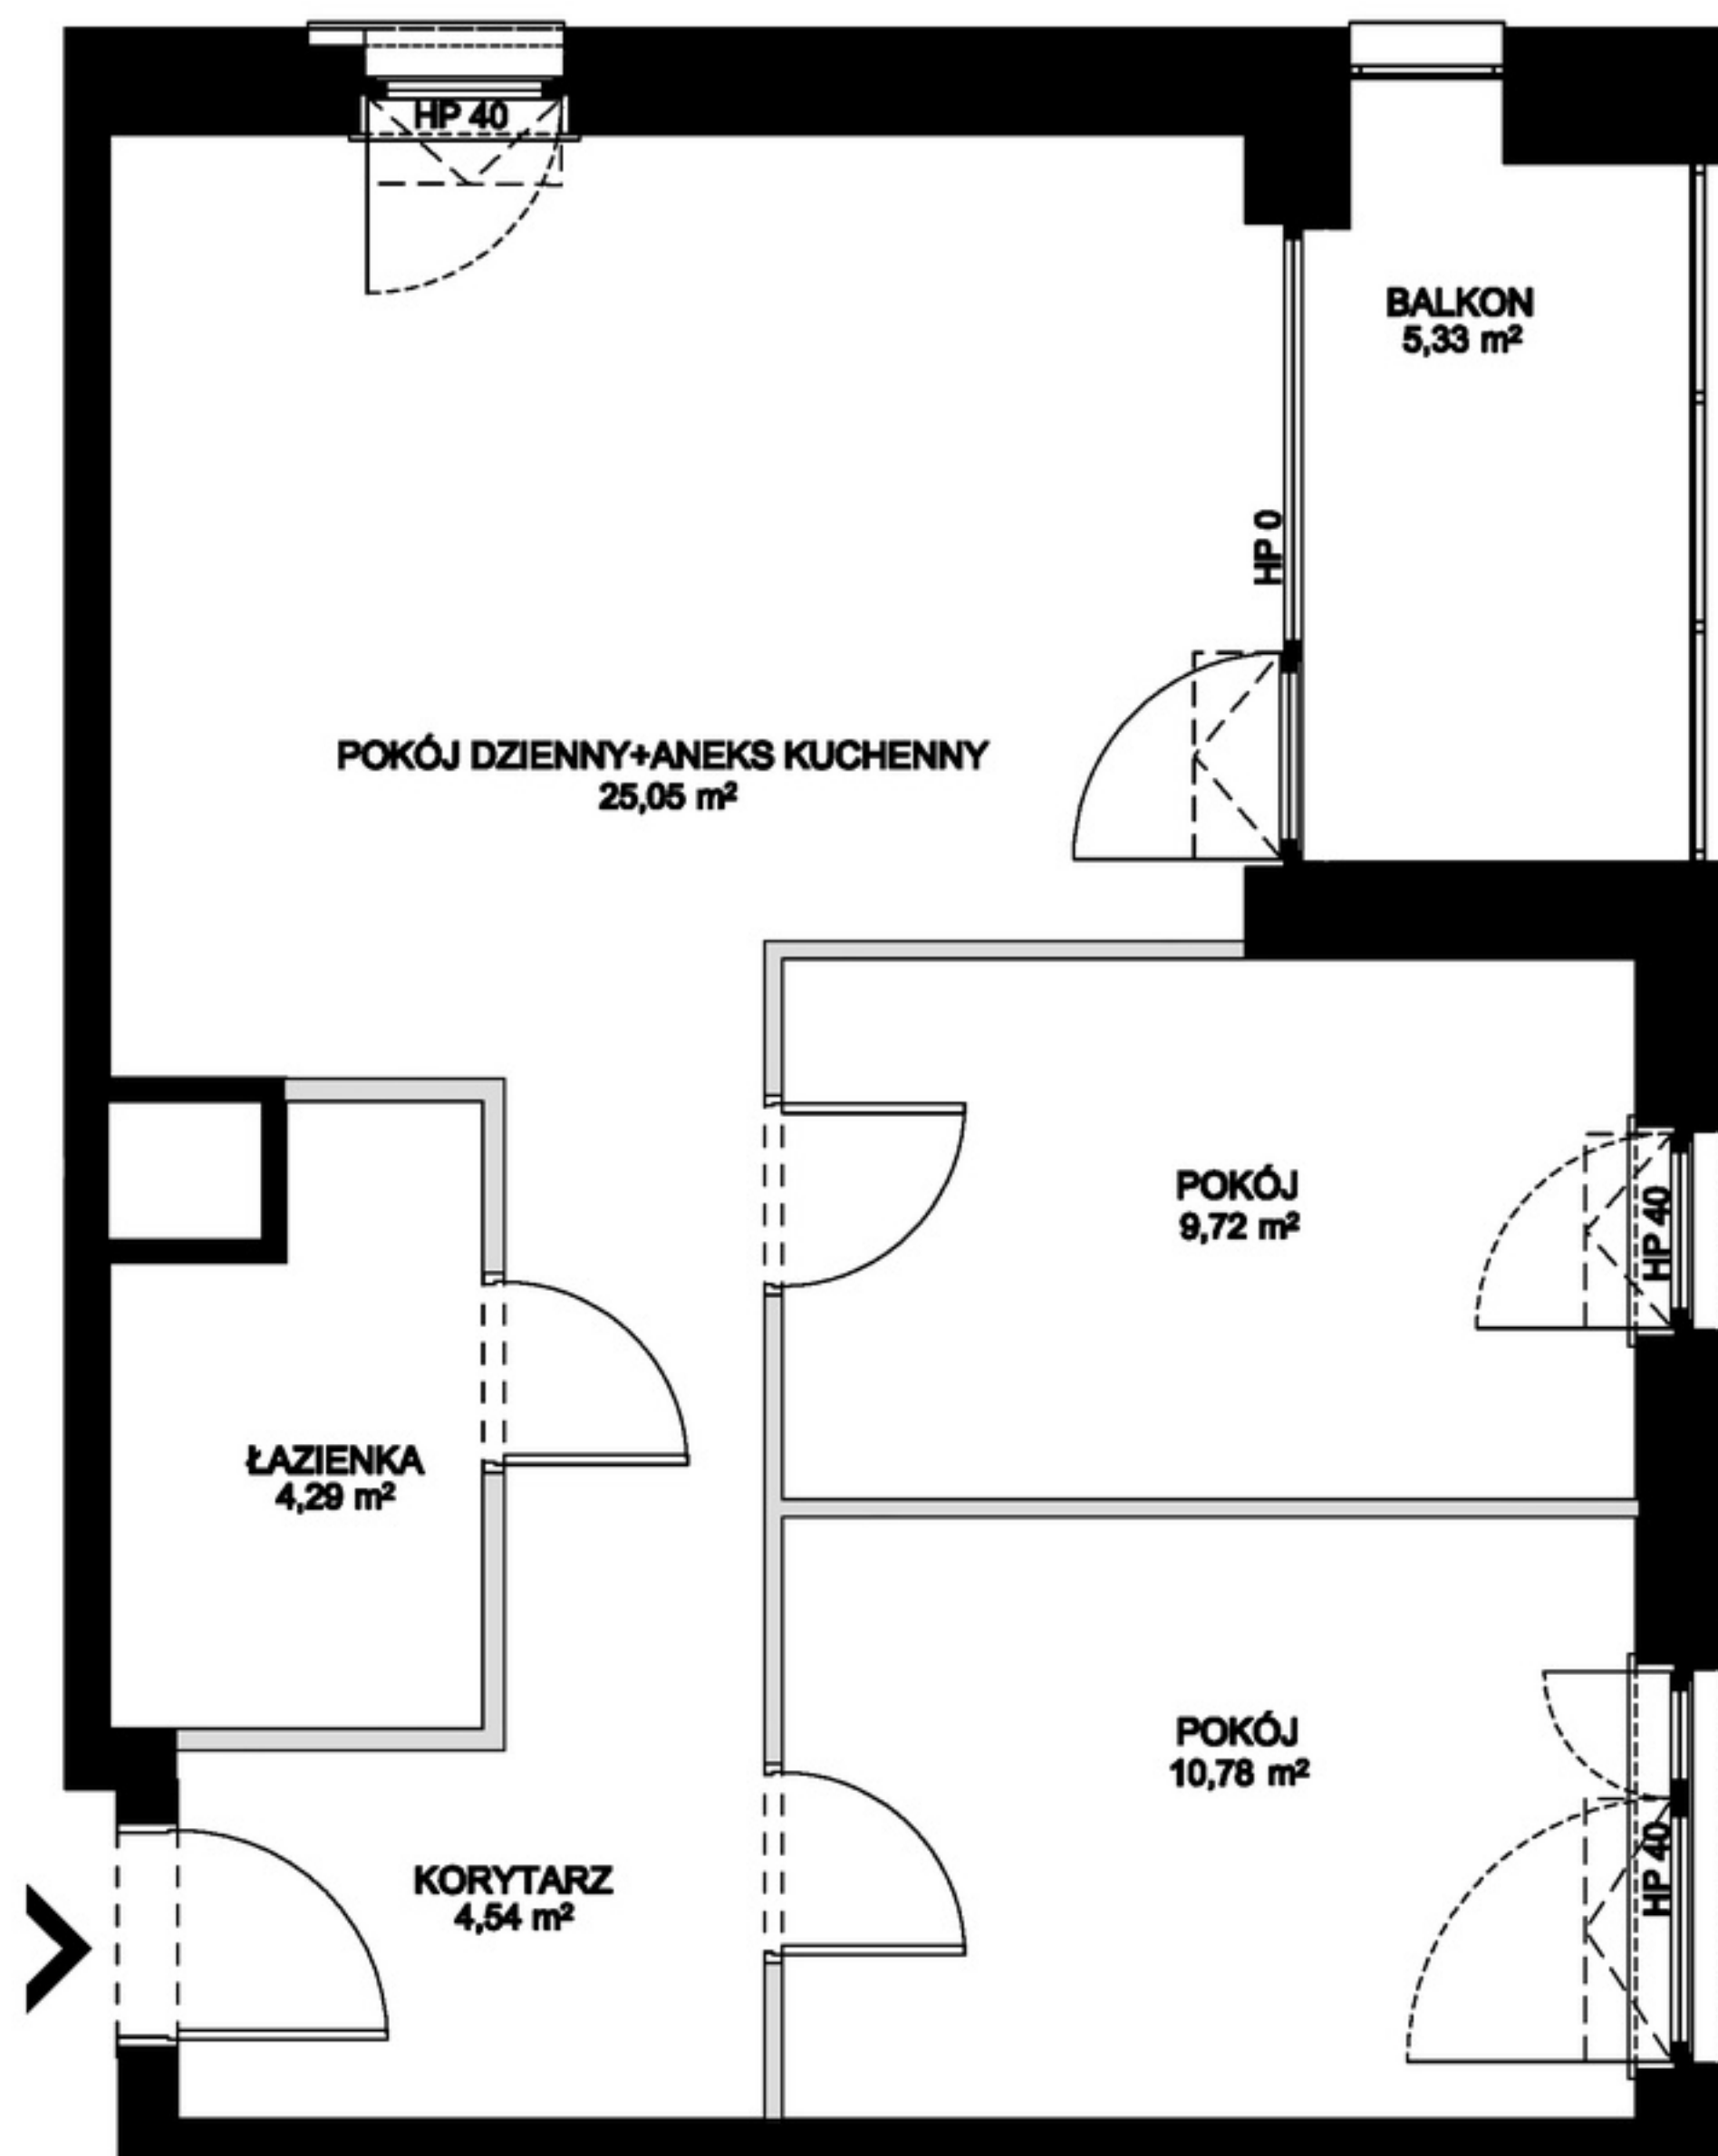 HP 40
BALKON
5,33 m²
HP 0
POKÓJ DZIENNY+ANEKS KUCHENNY
25,05 m²
POKÓJ
9,72 m²
HP 40
ŁAZIENKA
4,29 m²
POKÓJ
10,78 m²
HP 40
KORYTARZ
4,54 m²